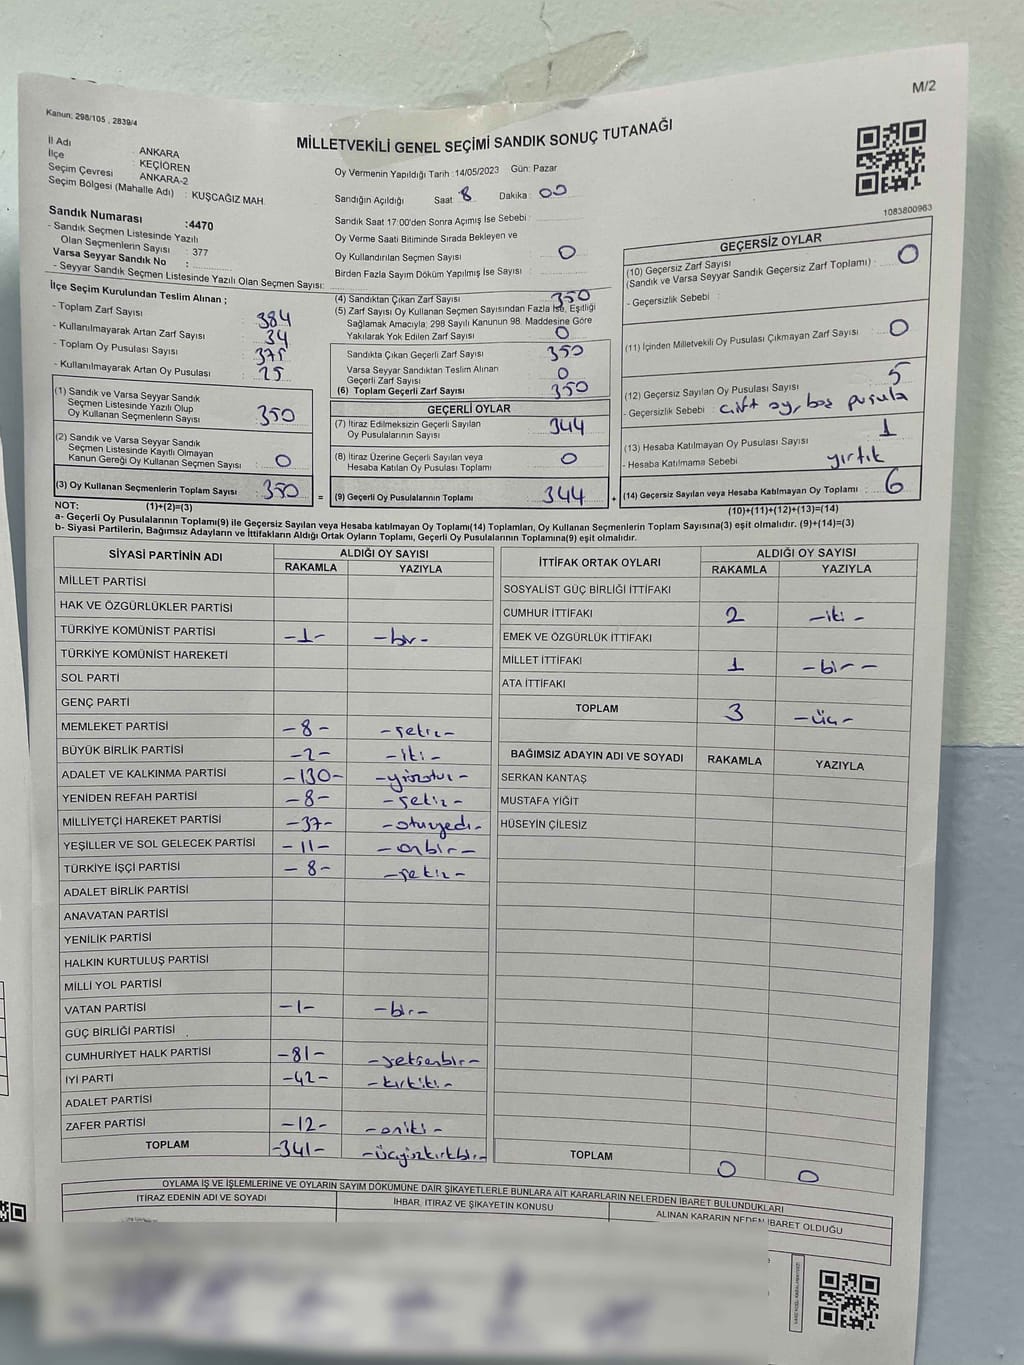 M/2
Kanun: 298/105 , 2839/4
MİLLETVEKİLİ GENEL SEÇİMİ SANDIK SONUÇ TUTANAĞI
İl Adı : ANKARA
İlçe : KEÇİÖREN
Seçim Çevresi : ANKARA-2
Seçim Bölgesi (Mahalle Adı) : KUŞCAĞIZ MAH.
Sandık Numarası :4470
- Sandık Seçmen Listesinde Yazılı
Olan Seçmenlerin Sayısı : 377
Varsa Seyyar Sandık No :
- Seyyar Sandık Seçmen Listesinde Yazılı Olan Seçmen Sayısı:
Oy Vermenin Yapıldığı Tarih :14/05/2023 Gün: Pazar
Sandığın Açıldığı Saat 8 Dakika : 00
Sandık Saat 17:00'den Sonra Açımış İse Sebebi :
Oy Verme Saati Bitiminde Sırada Bekleyen ve
Oy Kullandırılan Seçmen Sayısı : 0
Birden Fazla Sayım Döküm Yapılmış İse Sayısı :
1083800963
İlçe Seçim Kurulundan Teslim Alınan ;
- Toplam Zarf Sayısı : 384
- Kullanılmayarak Artan Zarf Sayısı : 34
- Toplam Oy Pusulası Sayısı : 375
- Kullanılmayarak Artan Oy Pusulası : 25
(1) Sandık ve Varsa Seyyar Sandık
Seçmen Listesinde Yazılı Olup
Oy Kullanan Seçmenlerin Sayısı : 350
(2) Sandık ve Varsa Seyyar Sandık
Seçmen Listesinde Kayıtlı Olmayan
Kanun Gereği Oy Kullanan Seçmen Sayısı : 0
(3) Oy Kullanan Seçmenlerin Toplam Sayısı : 350
(4) Sandıktan Çıkan Zarf Sayısı : 350
(5) Zarf Sayısı Oy Kullanan Seçmen Sayısından Fazla İse, Eşitliği
Sağlamak Amacıyla; 298 Sayılı Kanunun 98. Maddesine Göre
Yakılarak Yok Edilen Zarf Sayısı : 0
Sandıkta Çıkan Geçerli Zarf Sayısı : 350
Varsa Seyyar Sandıktan Teslim Alınan
Geçerli Zarf Sayısı : 0
(6) Toplam Geçerli Zarf Sayısı : 350
GEÇERLİ OYLAR
(7) İtiraz Edilmeksizin Geçerli Sayılan
Oy Pusulalarının Sayısı : 344
(8) İtiraz Üzerine Geçerli Sayılan veya
Hesaba Katılan Oy Pusulası Toplamı : 0
= (9) Geçerli Oy Pusulalarının Toplamı : 344
GEÇERSİZ OYLAR
(10) Geçersiz Zarf Sayısı
(Sandık ve Varsa Seyyar Sandık Geçersiz Zarf Toplamı) : 0
- Geçersizlik Sebebi :
(11) İçinden Milletvekili Oy Pusulası Çıkmayan Zarf Sayısı : 0
(12) Geçersiz Sayılan Oy Pusulası Sayısı : 5
- Geçersizlik Sebebi : çift oy, boş pusula
(13) Hesaba Katılmayan Oy Pusulası Sayısı : 1
- Hesaba Katılmama Sebebi : yırtık
(14) Geçersiz Sayılan veya Hesaba Katılmayan Oy Toplamı : 6
NOT: (1)+(2)=(3)
(10)+(11)+(12)+(13)=(14)
a- Geçerli Oy Pusulalarının Toplamı(9) ile Geçersiz Sayılan veya Hesaba katılmayan Oy Toplamı(14) Toplamları, Oy Kullanan Seçmenlerin Toplam Sayısına(3) eşit olmalıdır. (9)+(14)=(3)
b- Siyasi Partilerin, Bağımsız Adayların ve İttifakların Aldığı Ortak Oyların Toplamı, Geçerli Oy Pusulalarının Toplamına(9) eşit olmalıdır.
SİYASİ PARTİNİN ADI ALDIĞI OY SAYISI
RAKAMLA YAZIYLA
MİLLET PARTİSİ
HAK VE ÖZGÜRLÜKLER PARTİSİ
TÜRKİYE KOMÜNİST PARTİSİ -1- -bir-
TÜRKİYE KOMÜNİST HAREKETİ
SOL PARTİ
GENÇ PARTİ
MEMLEKET PARTİSİ -8- -sekiz-
BÜYÜK BİRLİK PARTİSİ -2- -iki-
ADALET VE KALKINMA PARTİSİ -130- -yüzotuz-
YENİDEN REFAH PARTİSİ -8- -sekiz-
MİLLİYETÇİ HAREKET PARTİSİ -37- -otuzyedi-
YEŞİLLER VE SOL GELECEK PARTİSİ -11- -onbir-
TÜRKİYE İŞÇİ PARTİSİ -8- -sekiz-
ADALET BİRLİK PARTİSİ
ANAVATAN PARTİSİ
YENİLİK PARTİSİ
HALKIN KURTULUŞ PARTİSİ
MİLLİ YOL PARTİSİ
VATAN PARTİSİ -1- -bir-
GÜÇ BİRLİĞİ PARTİSİ
CUMHURİYET HALK PARTİSİ -81- -seksenbir-
İYİ PARTİ -42- -kırkiki-
ADALET PARTİSİ
ZAFER PARTİSİ -12- -oniki-
TOPLAM -341- -üçyüzkırkbir-
İTTİFAK ORTAK OYLARI ALDIĞI OY SAYISI
RAKAMLA YAZIYLA
SOSYALİST GÜÇ BİRLİĞİ İTTİFAKI
CUMHUR İTTİFAKI 2 -iki-
EMEK VE ÖZGÜRLÜK İTTİFAKI
MİLLET İTTİFAKI 1 -bir-
ATA İTTİFAKI
TOPLAM 3 -üç-
BAĞIMSIZ ADAYIN ADI VE SOYADI RAKAMLA YAZIYLA
SERKAN KANTAŞ
MUSTAFA YİĞİT
HÜSEYİN ÇİLESİZ
TOPLAM 0 0
OYLAMA İŞ VE İŞLEMLERİNE VE OYLARIN SAYIM DÖKÜMÜNE DAİR ŞİKAYETLERLE BUNLARA AİT KARARLARIN NELERDEN İBARET BULUNDUKLARI
İTİRAZ EDENİN ADI VE SOYADI İHBAR, İTİRAZ VE ŞİKAYETİN KONUSU ALINAN KARARIN NEDEN İBARET OLDUĞU